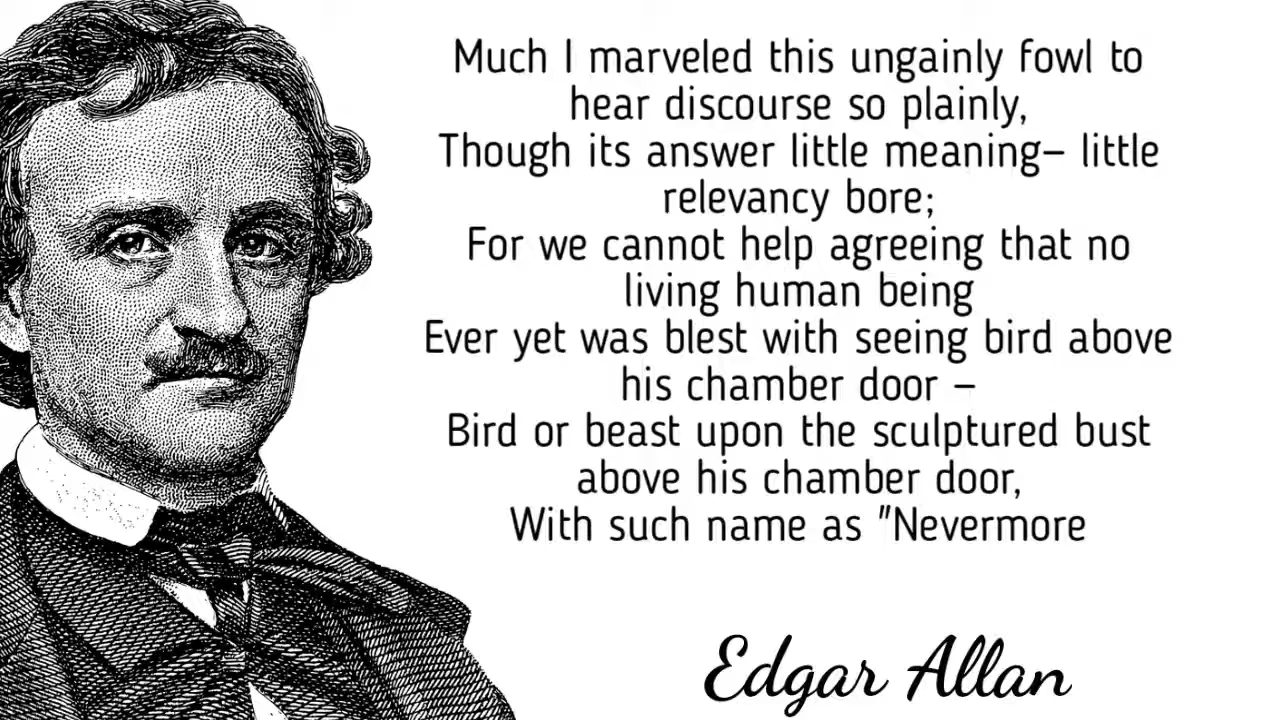 Much I marveled this ungainly fowl to
hear discourse so plainly,
Though its answer little meaning– little
relevancy bore;
For we cannot help agreeing that no
living human being
Ever yet was blest with seeing bird above
his chamber door –
Bird or beast upon the sculptured bust
above his chamber door,
With such name as "Nevermore
Edgar Allan